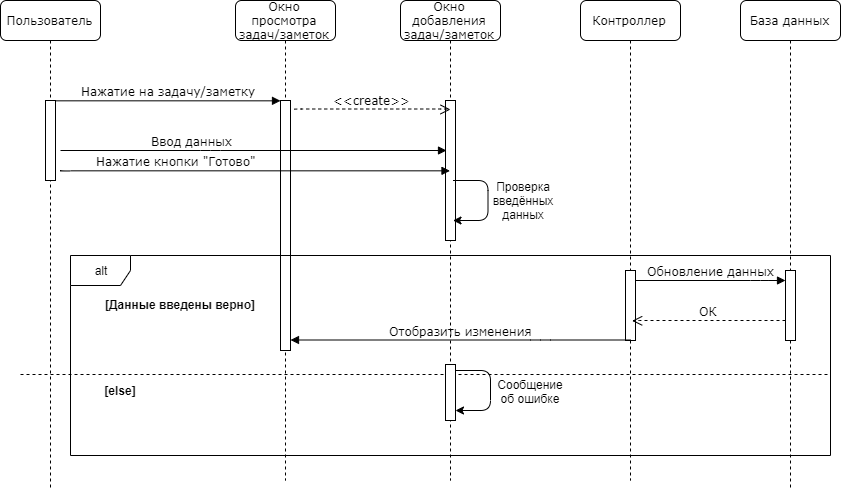 Пользователь
Окно
просмотра
задач/заметок
Окно
добавления
задач/заметок
Контроллер
База данных
Нажатие на задачу/заметку
<<create>>
Ввод данных
Нажатие кнопки "Готово"
Проверка
введённых
данных
alt
Обновление данных
[Данные введены верно]
OK
Отобразить изменения
[else]
Сообщение
об ошибке